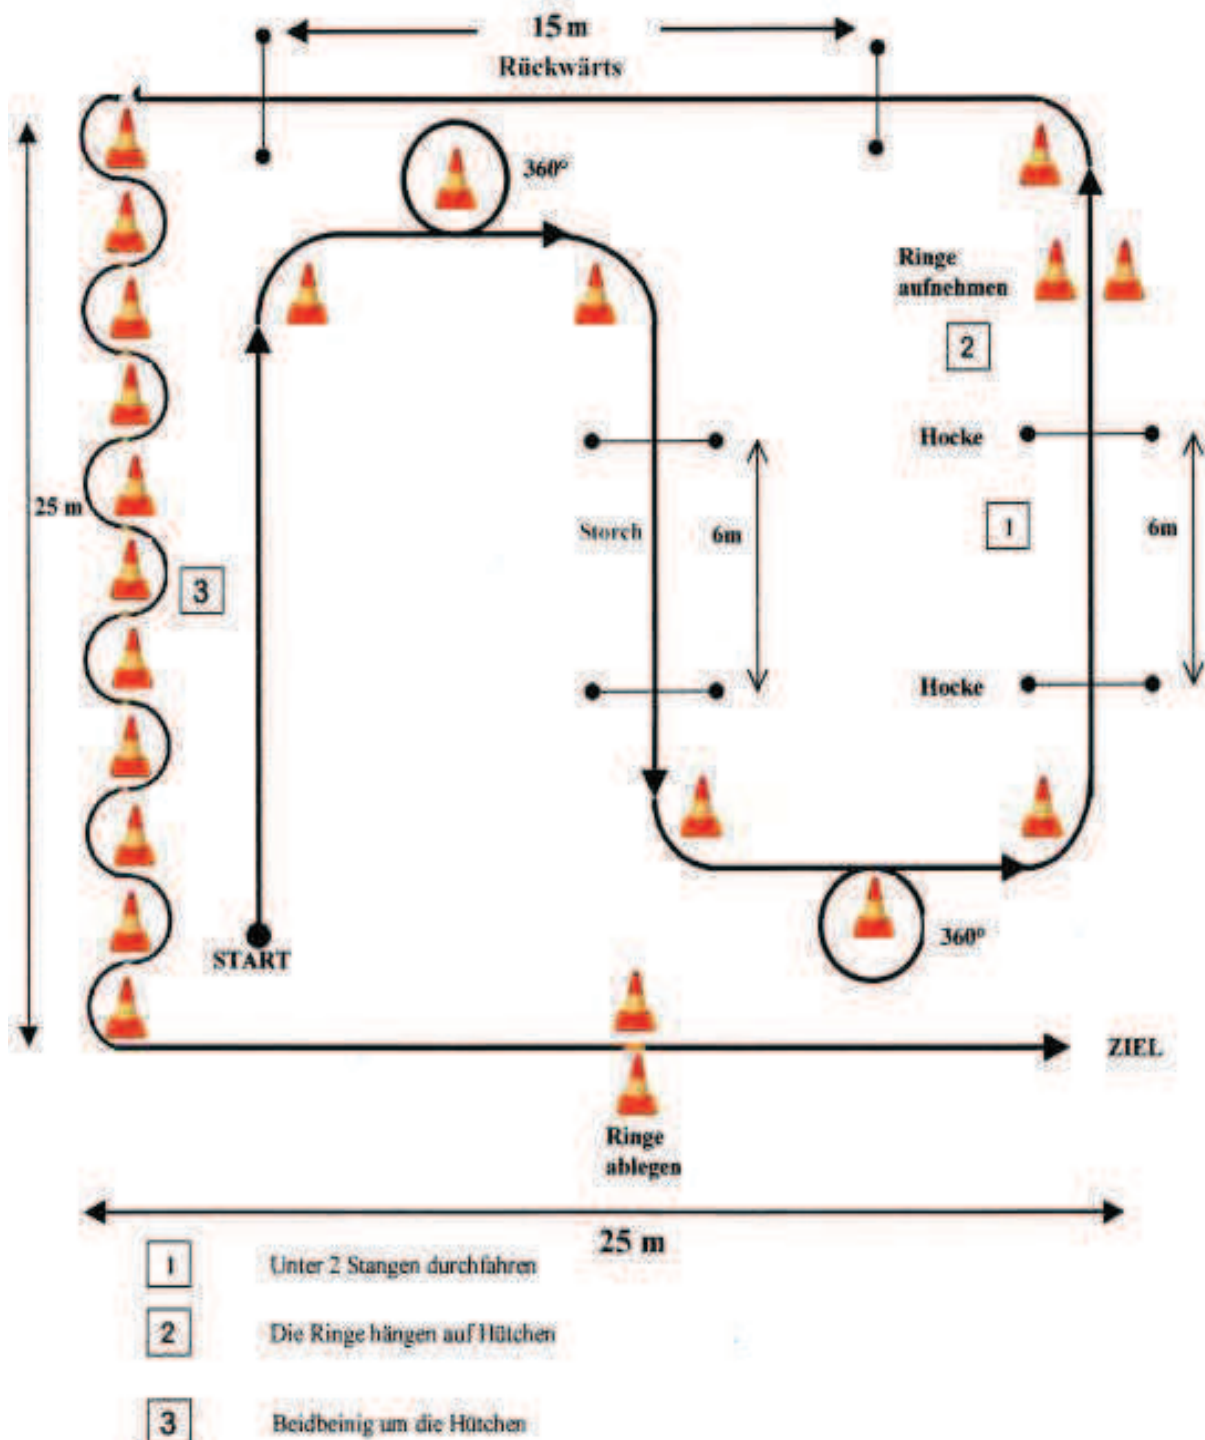 15 m
Rückwärts
360°
Ringe
aufnehmen
2
Hocke
25 m
Storch
6m
1
6m
3
Hocke
START
360°
ZIEL
Ringe
ablegen
25 m
1 Unter 2 Stangen durchfahren
2 Die Ringe hängen auf Hütchen
3 Beidbeinig um die Hütchen